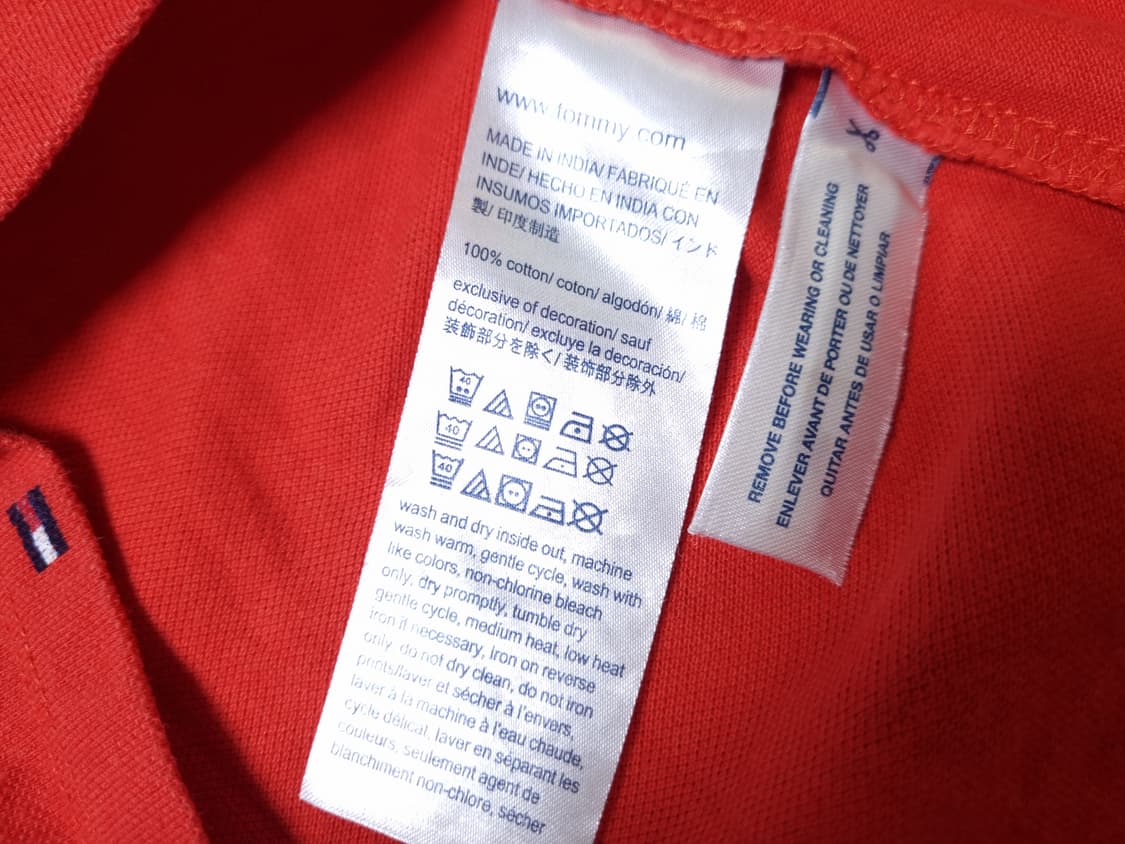 www.tommy.com
MADE IN INDIA/ FABRIQUÉ EN
INDE/ HECHO EN INDIA CON
INSUMOS IMPORTADOS/ インド
製/ 印度制造
100% cotton/ coton/ algodón/ 綿/ 棉
exclusive of decoration/ sauf
décoration/ excluye la decoración/
装飾部分を除く/ 装饰部分除外
40
40
40
wash and dry inside out, machine
wash warm, gentle cycle, wash with
like colors, non-chlorine bleach
only, dry promptly, tumble dry
gentle cycle, medium heat, low heat
iron if necessary, iron on reverse
only, do not dry clean, do not iron
prints/laver et sécher à l'envers,
laver à la machine à l'eau chaude,
cycle délicat, laver en séparant les
couleurs, seulement agent de
blanchiment non-chlore, sécher
REMOVE BEFORE WEARING OR CLEANING
ENLEVER AVANT DE PORTER OU DE NETTOYER
QUITAR ANTES DE USAR O LIMPIAR